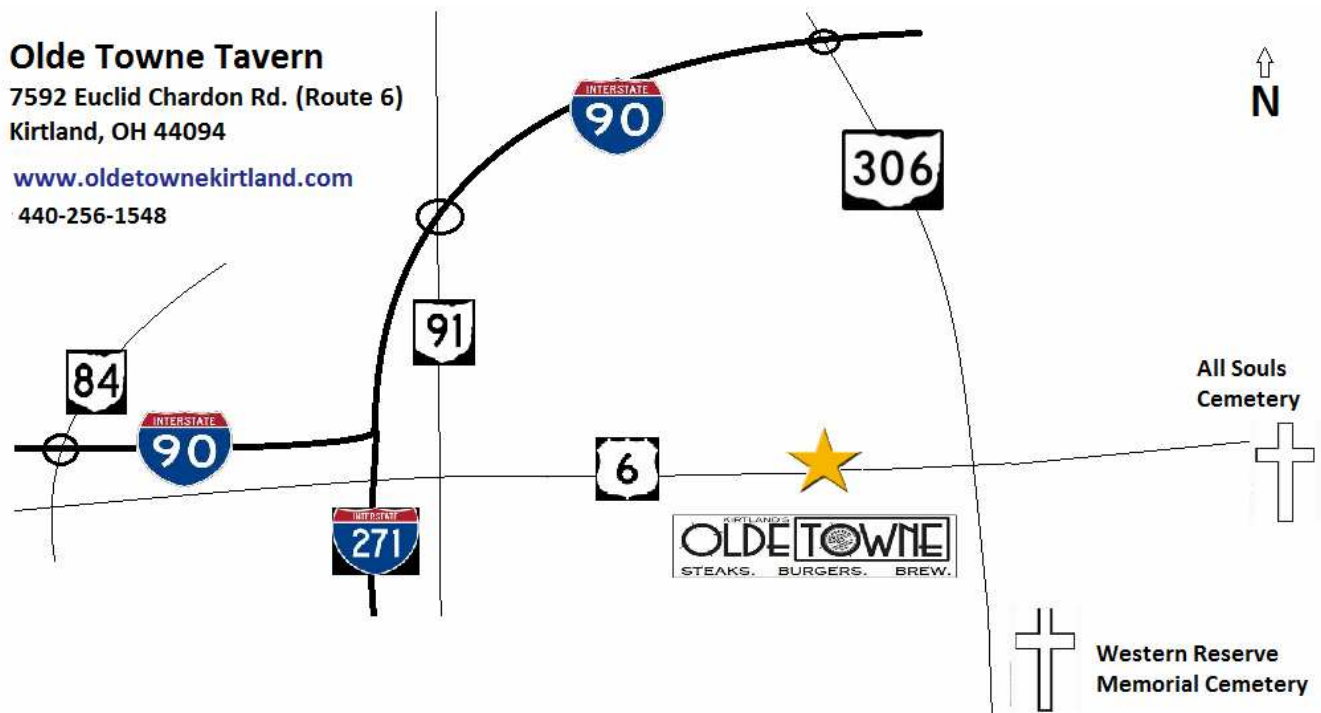 Olde Towne Tavern
7592 Euclid Chardon Rd. (Route 6)
Kirtland, OH 44094
www.oldetownekirtland.com
440-256-1548
INTERSTATE
90
N
306
91
84
INTERSTATE
90
All Souls
Cemetery
6
INTERSTATE
271
KIRTLAND'S
OLDE TOWNE
STEAKS. BURGERS. BREW.
Western Reserve
Memorial Cemetery